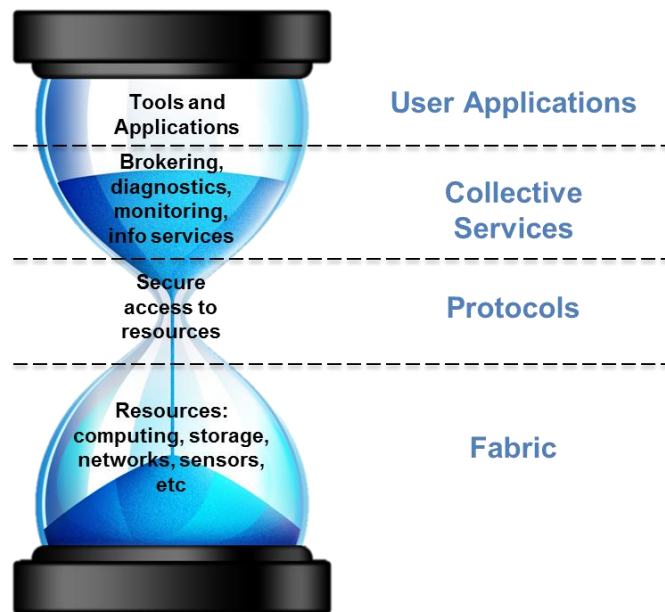 Tools and
Applications
User Applications
Brokering,
diagnostics,
monitoring,
info services
Collective
Services
Secure
access to
resources
Protocols
Resources:
computing, storage,
networks, sensors,
etc
Fabric